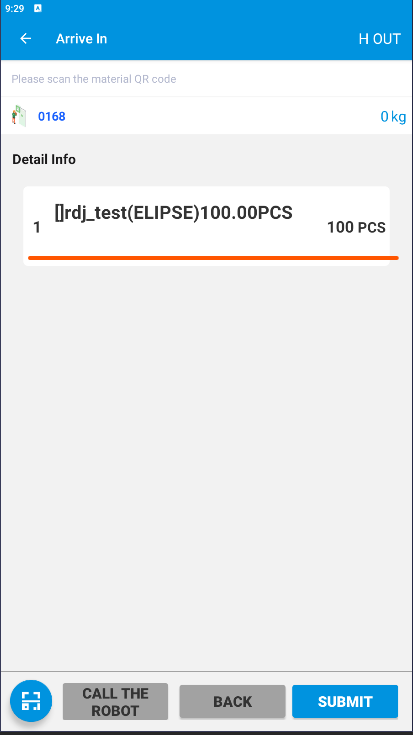 9:29 A
Arrive In H OUT
Please scan the material QR code
0168 0 kg
Detail Info
1 []rdj_test(ELIPSE)100.00PCS 100 PCS
CALL THE
ROBOT
BACK
SUBMIT